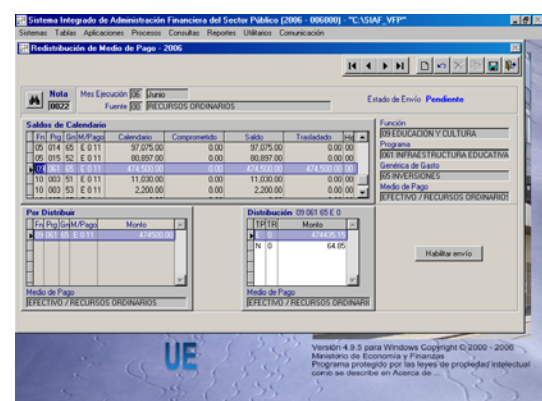 Sistema Integrado de Administración Financiera del Sector Público [2006 - 006000] - "C:\SIAF_VFP"
Sistemas Tablas Aplicaciones Procesos Consultas Reportes Utilitarios Comunicación
Redistribución de Medio de Pago - 2006
Nota
0022
Mes Ejecución 06 Junio
Fuente 00 RECURSOS ORDINARIOS
Estado de Envío Pendiente
Saldos de Calendario
Fn Prg Gn M/Pago Calendario Comprometido Saldo Trasladado
05 014 65 E 0 11 97,075.00 0.00 97,075.00 0.00 00
05 015 52 E 0 11 80,897.00 0.00 80,897.00 0.00 00
09 061 65 E 0 11 474,500.00 0.00 474,500.00 0.00 00
10 003 51 E 0 11 11,030.00 0.00 11,030.00 0.00 00
10 003 53 E 0 11 2,200.00 0.00 2,200.00 0.00 00
Función
09 EDUCACION Y CULTURA
Programa
061 INFRAESTRUCTURA EDUCATIVA
Genérica de Gasto
65 INVERSIONES
Medio de Pago
EFECTIVO / RECURSOS ORDINARIOS
Por Distribuir
Fn Prg Gn M/Pago Monto
09 061 65 E 0 11 474500.00
Medio de Pago
EFECTIVO / RECURSOS ORDINARIOS
Distribución 09 061 65 E 0
TP TR Monto
E 0 474435.15
N 0 64.85
Medio de Pago
EFECTIVO / RECURSOS ORDINARI
Habilitar envío
UE
Versión 4.9.5 para Windows Copyright © 2000 - 2006
Ministerio de Economía y Finanzas
Programa protegido por las leyes de propiedad intelectual
como se describe en Acerca de ...